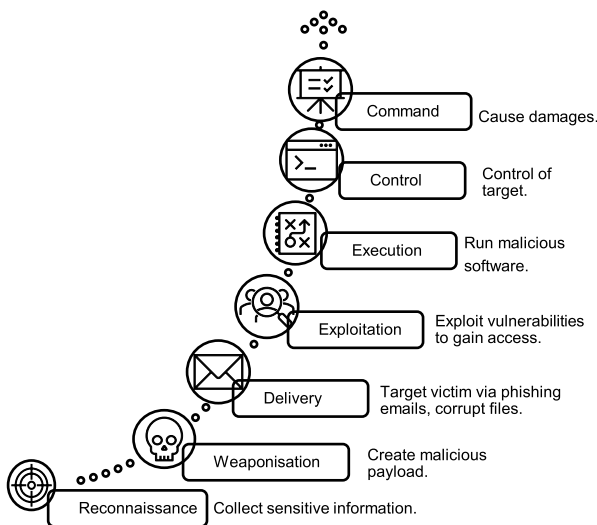 Command
Cause damages.
Control
Control of
target.
Execution
Run malicious
software.
Exploitation
Exploit vulnerabilities
to gain access.
Delivery
Target victim via phishing
emails, corrupt files.
Weaponisation
Create malicious
payload.
Reconnaissance
Collect sensitive information.